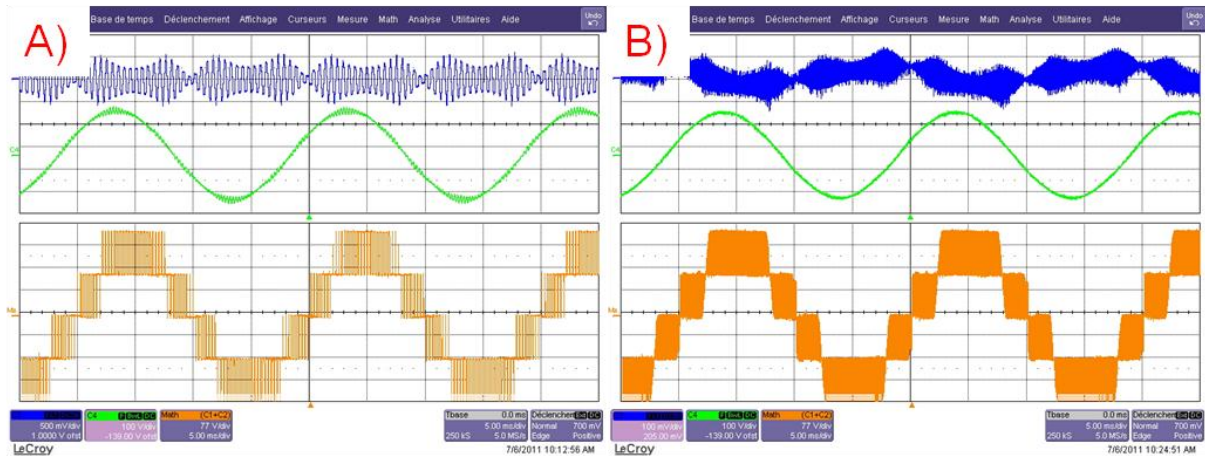 A)
Base de temps Déclenchement Affichage Curseurs Mesure Math Analyse Utilitaires Aide
Undo
C4
500 mV/div
1.0000 V ofst
C4 DC
100 V/div
-139.00 V ofst
Math (C1+C2)
77 V/div
5.00 ms/div
Tbase 0.0 ms
5.00 ms/div
250 kS 5.0 MS/s
Déclenchem DC
Normal 700 mV
Edge Positive
LeCroy
7/6/2011 10:12:56 AM
B)
Base de temps Déclenchement Affichage Curseurs Mesure Math Analyse Utilitaires Aide
Undo
C4
100 mV/div
205.00 mV
C4 DC
100 V/div
-139.00 V ofst
Math (C1+C2)
77 V/div
5.00 ms/div
Tbase 0.0 ms
5.00 ms/div
250 kS 5.0 MS/s
Déclenchem DC
Normal 700 mV
Edge Positive
LeCroy
7/6/2011 10:24:51 AM